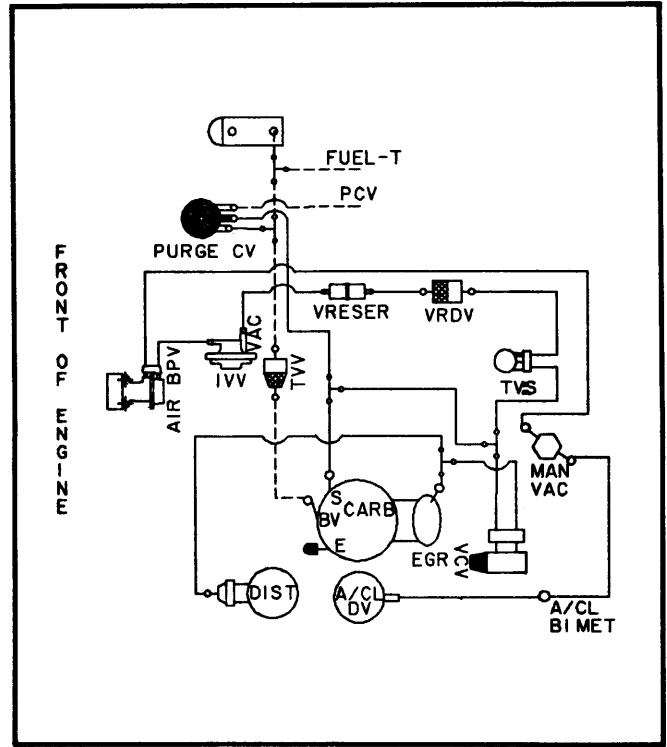 FUEL-T
PCV
PURGE CV
FRONT OF ENGINE
VRESER
VRDV
VAC
IVV
TVV
AIR BPV
TVS
MAN
VAC
S
CARB
BV
E
EGR
VCV
DIST
A/CL
DV
A/CL
BIMET